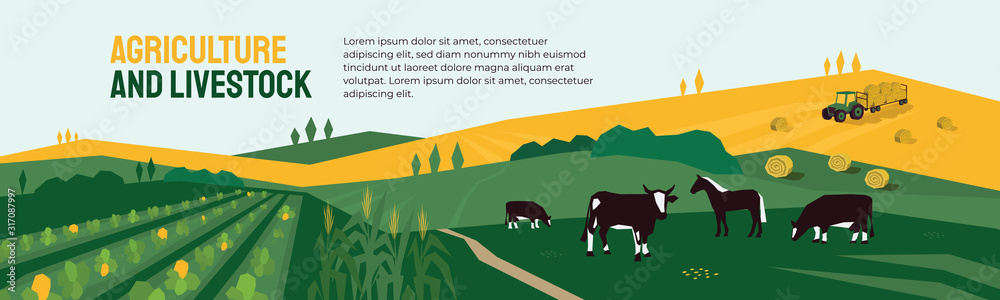 AGRICULTURE
AND LIVESTOCK
Lorem ipsum dolor sit amet, consectetuer
adipiscing elit, sed diam nonummy nibh euismod
tincidunt ut laoreet dolore magna aliquam erat
volutpat. Lorem ipsum dolor sit amet, consectetuer
adipiscing elit.
Adobe Stock | #317087997